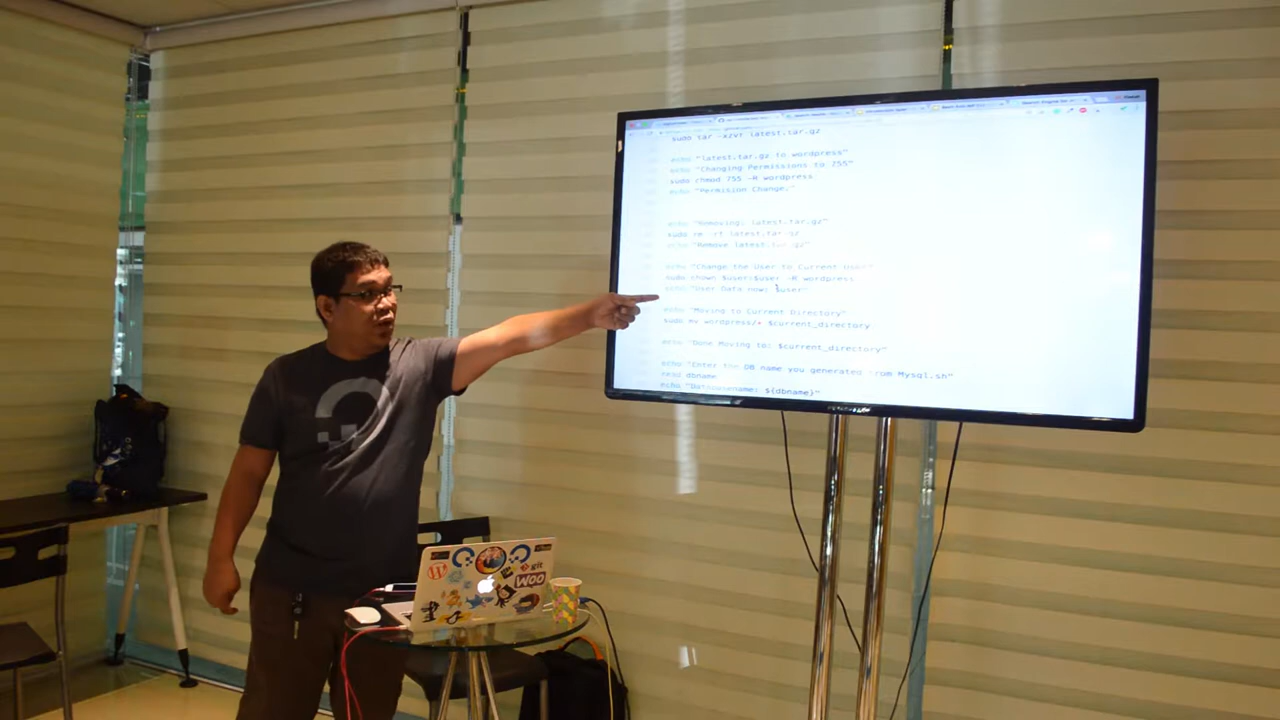 sudo tar -xzvf latest.tar.gz
echo "latest.tar.gz to wordpress"
echo "Changing Permissions to 755"
sudo chmod 755 -R wordpress
echo "Permision Change."
echo "Removing: latest.tar.gz"
sudo rm -rf latest.tar.gz
echo "Remove latest.tar.gz"
echo "Change the User to Current User"
sudo chown $user:$user -R wordpress
echo "User Data now: $user"
echo "Moving to Current Directory"
sudo mv wordpress/* $current_directory
echo "Done Moving to: $current_directory"
echo "Enter the DB name you generated from Mysql.sh"
read dbname
echo "Databasename: ${dbname}"
git
WOO